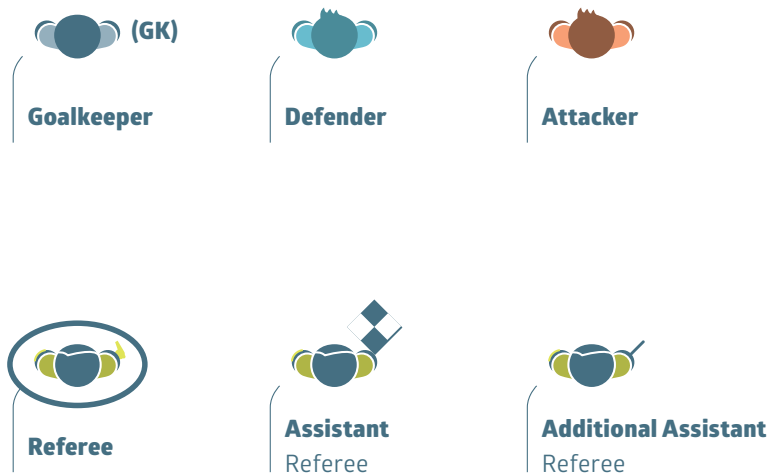 (GK)
Goalkeeper
Defender
Attacker
Referee
Assistant
Referee
Additional Assistant
Referee